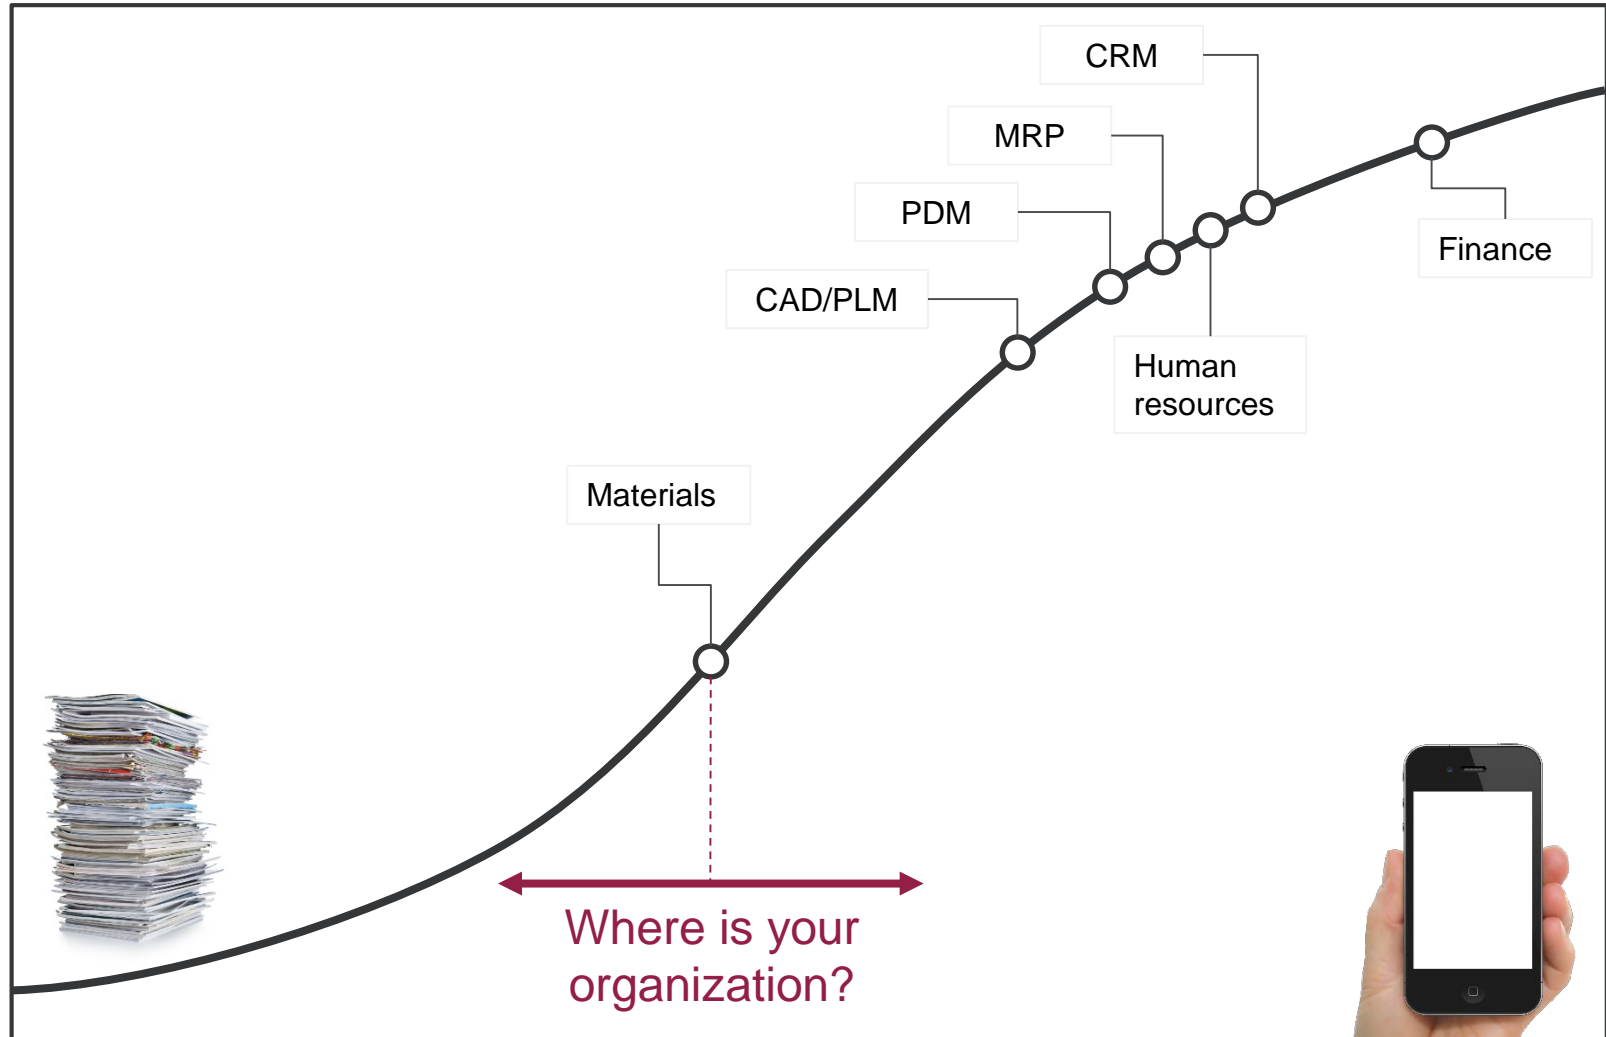 CRM
MRP
PDM
Finance
CAD/PLM
Human
resources
Materials
Where is your
organization?